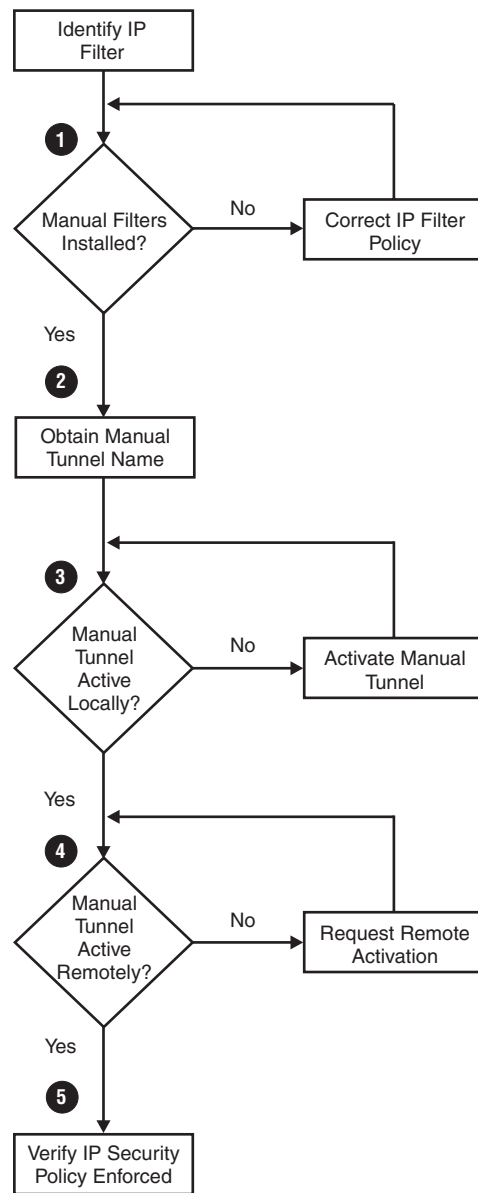 Identify IP
Filter
1
Manual Filters
Installed?
No
Correct IP Filter
Policy
Yes
2
Obtain Manual
Tunnel Name
3
Manual
Tunnel
Active
Locally?
No
Activate Manual
Tunnel
Yes
4
Manual
Tunnel
Active
Remotely?
No
Request Remote
Activation
Yes
5
Verify IP Security
Policy Enforced